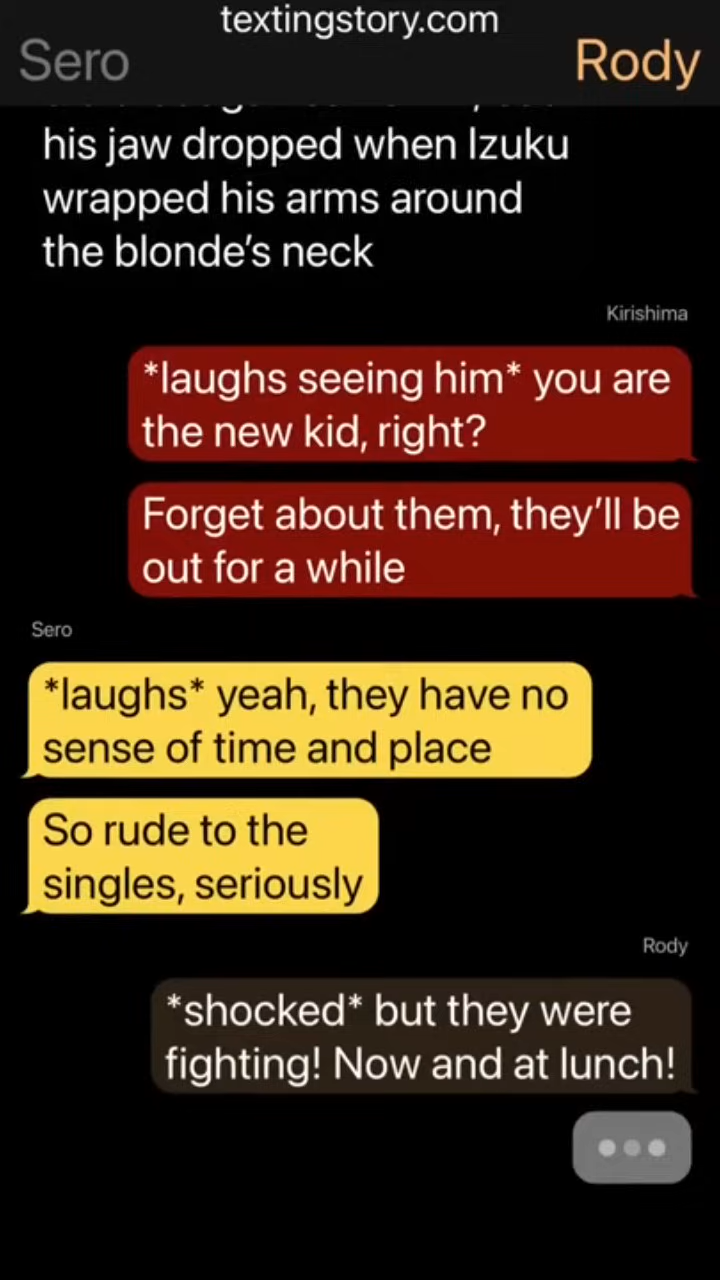 textingstory.com
Sero
Rody
his jaw dropped when Izuku
wrapped his arms around
the blonde's neck
Kirishima
*laughs seeing him* you are
the new kid, right?
Forget about them, they'll be
out for a while
Sero
*laughs* yeah, they have no
sense of time and place
So rude to the
singles, seriously
Rody
*shocked* but they were
fighting! Now and at lunch!